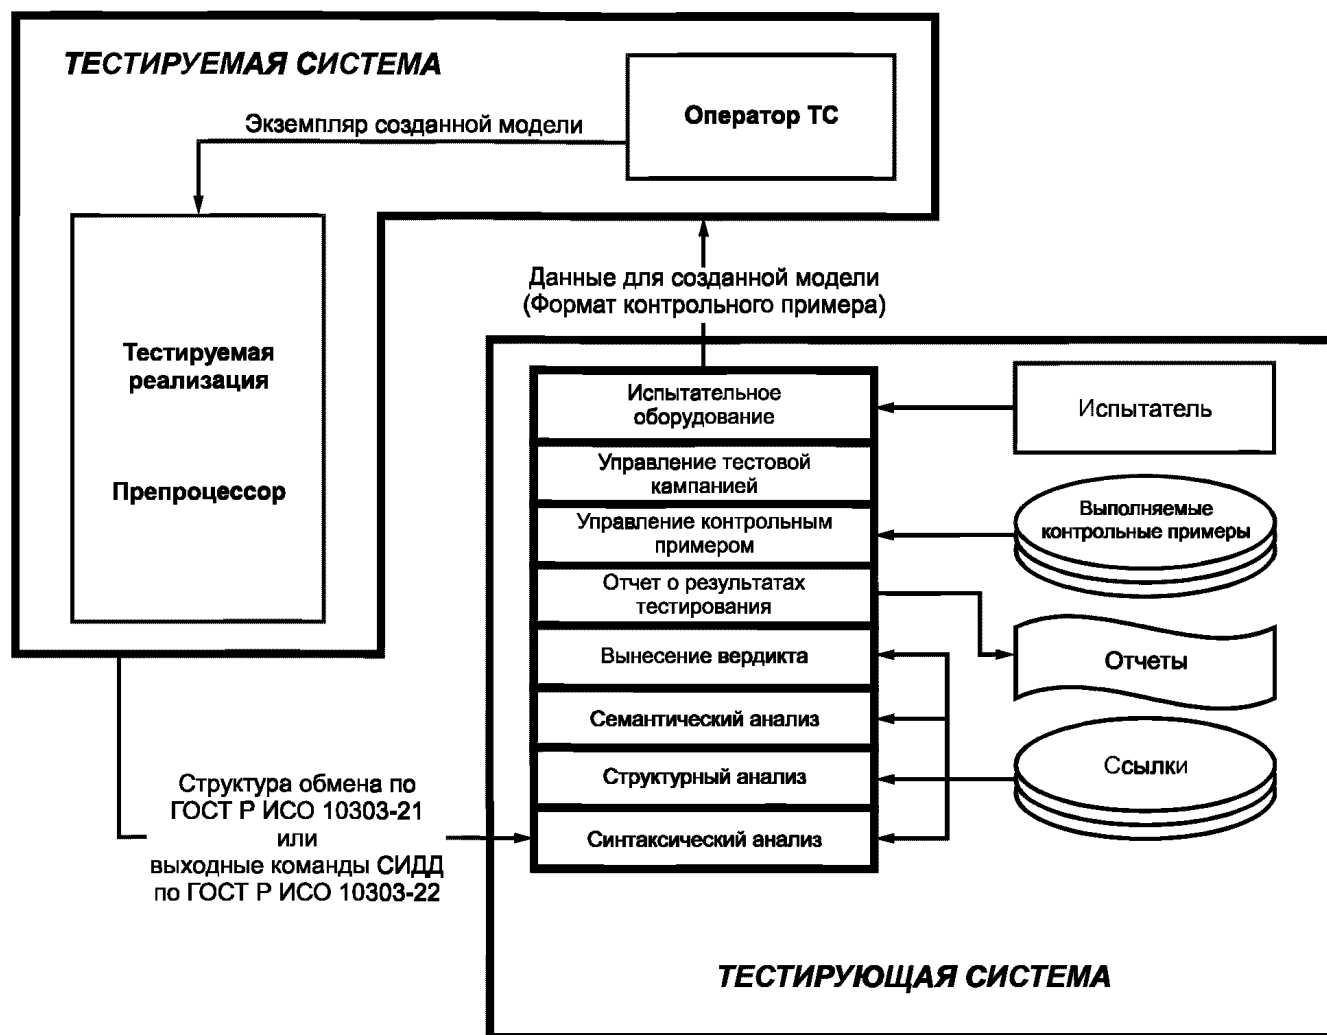 ТЕСТИРУЕМАЯ СИСТЕМА
Оператор ТС
Экземпляр созданной модели
Тестируемая
реализация
Препроцессор
Данные для созданной модели
(Формат контрольного примера)
Испытательное
оборудование
Испытатель
Управление тестовой
кампанией
Управление контрольным
примером
Выполняемые
контрольные примеры
Отчет о результатах
тестирования
Отчеты
Вынесение вердикта
Семантический анализ
Структурный анализ
Ссылки
Синтаксический анализ
Структура обмена по
ГОСТ Р ИСО 10303-21
или
выходные команды СИДД
по ГОСТ Р ИСО 10303-22
ТЕСТИРУЮЩАЯ СИСТЕМА